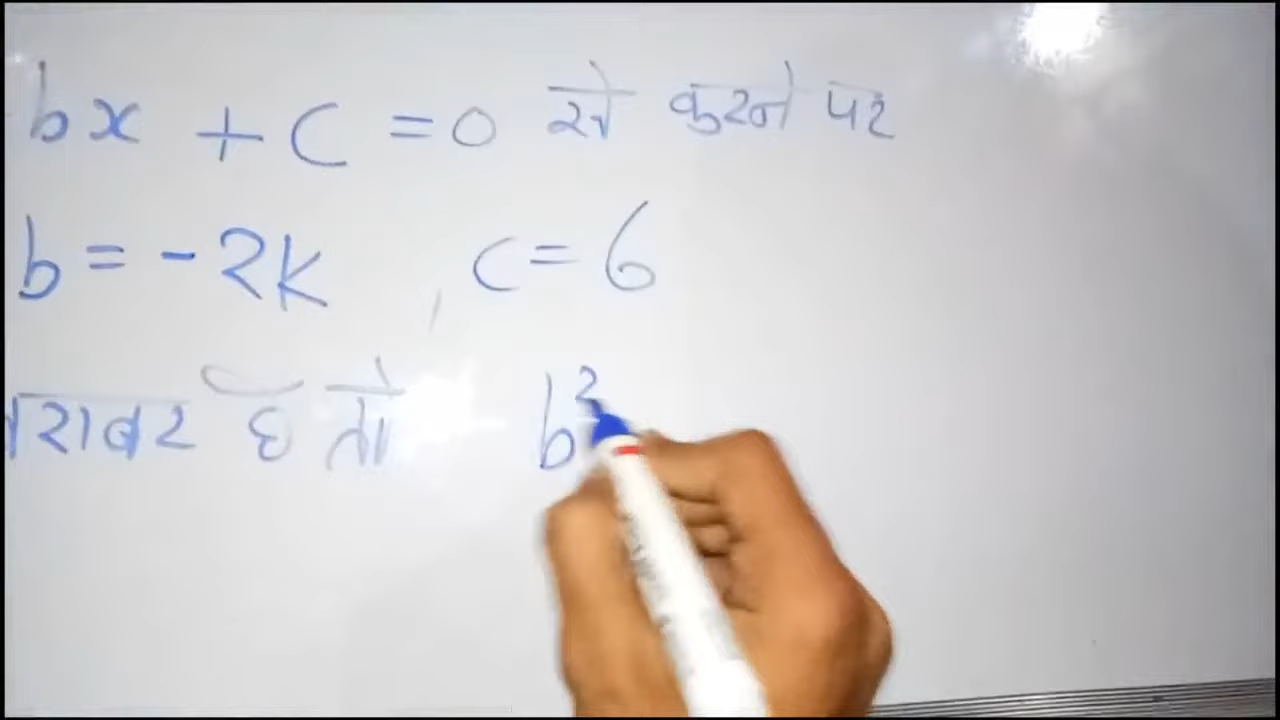 bx + c = 0 से करने पर
b = -2k , c = 6
बराबर है तो b²